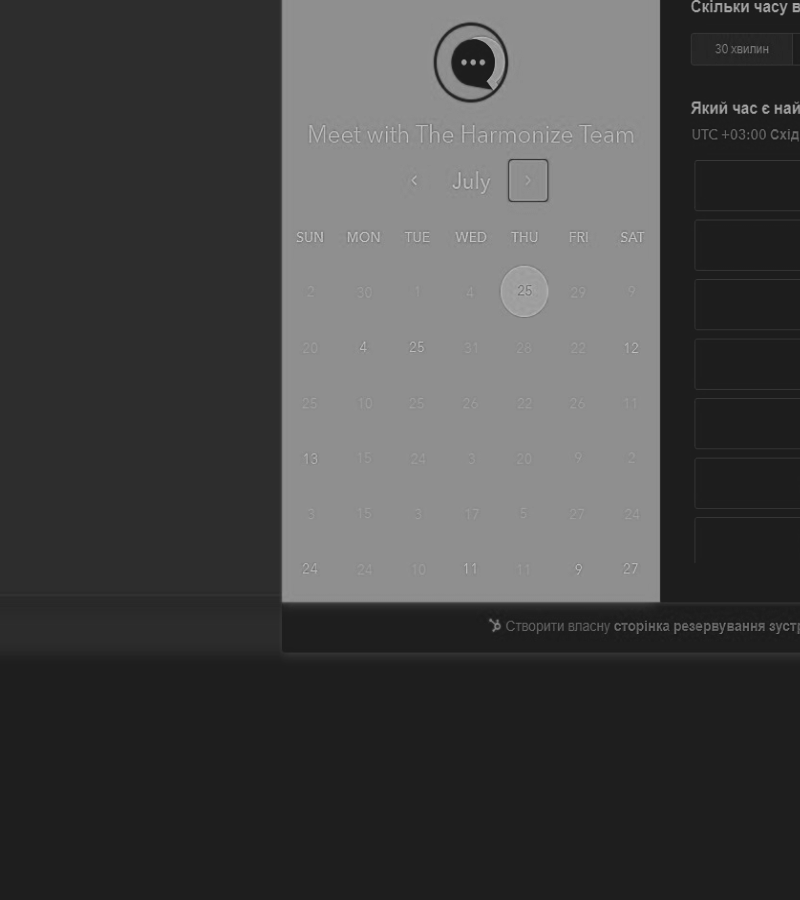 Скільки часу в
30 хвилин
Який час є най
UTC +03:00 Схід
Meet with The Harmonize Team
July
SUN MON TUE WED THU FRI SAT
2 30 1 4 25 29 9
20 4 25 31 28 22 12
25 10 25 26 22 26 11
13 15 24 3 20 9 2
3 15 3 17 5 27 24
24 24 10 11 11 9 27
Створити власну сторінка резервування зустр